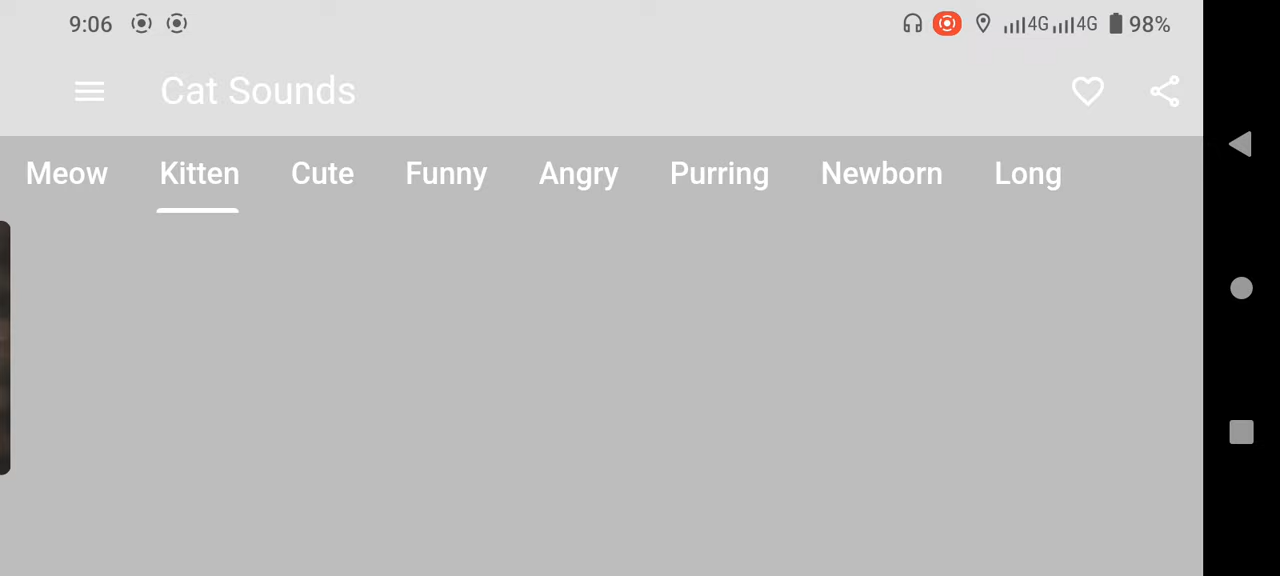 9:06 4G 4G 98%
Cat Sounds
Meow Kitten Cute Funny Angry Purring Newborn Long